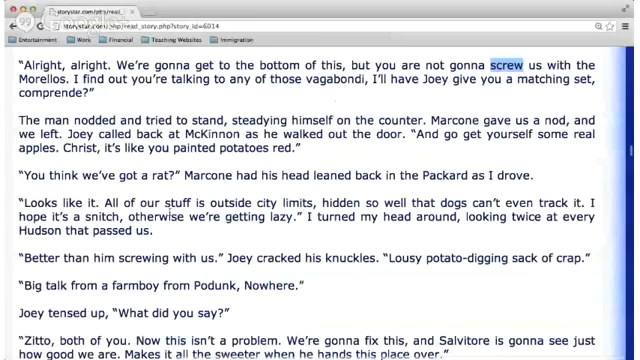 storystar.com/php/read_
storystar.com/php/read_story.php?story_id=6014
Entertainment Work Financial Teaching Websites Immigration
“Alright, alright. We’re gonna get to the bottom of this, but you are not gonna screw us with the
Morellos. I find out you’re talking to any of those vagabondi, I’ll have Joey give you a matching set,
comprende?”
The man nodded and tried to stand, steadying himself on the counter. Marcone gave us a nod, and
we left. Joey called back at McKinnon as he walked out the door. “And go get yourself some real
apples. Christ, it’s like you painted potatoes red.”
“You think we’ve got a rat?” Marcone had his head leaned back in the Packard as I drove.
“Looks like it. All of our stuff is outside city limits, hidden so well that dogs can’t even track it. I
hope it’s a snitch, otherwise we’re getting lazy.” I turned my head around, looking twice at every
Hudson that passed us.
“Better than him screwing with us.” Joey cracked his knuckles. “Lousy potato-digging sack of crap.”
“Big talk from a farmboy from Podunk, Nowhere.”
Joey tensed up, “What did you say?”
“Zitto, both of you. Now this isn’t a problem. We’re gonna fix this, and Salvitore is gonna see just
how good we are. Makes it all the sweeter when he hands this place over.”